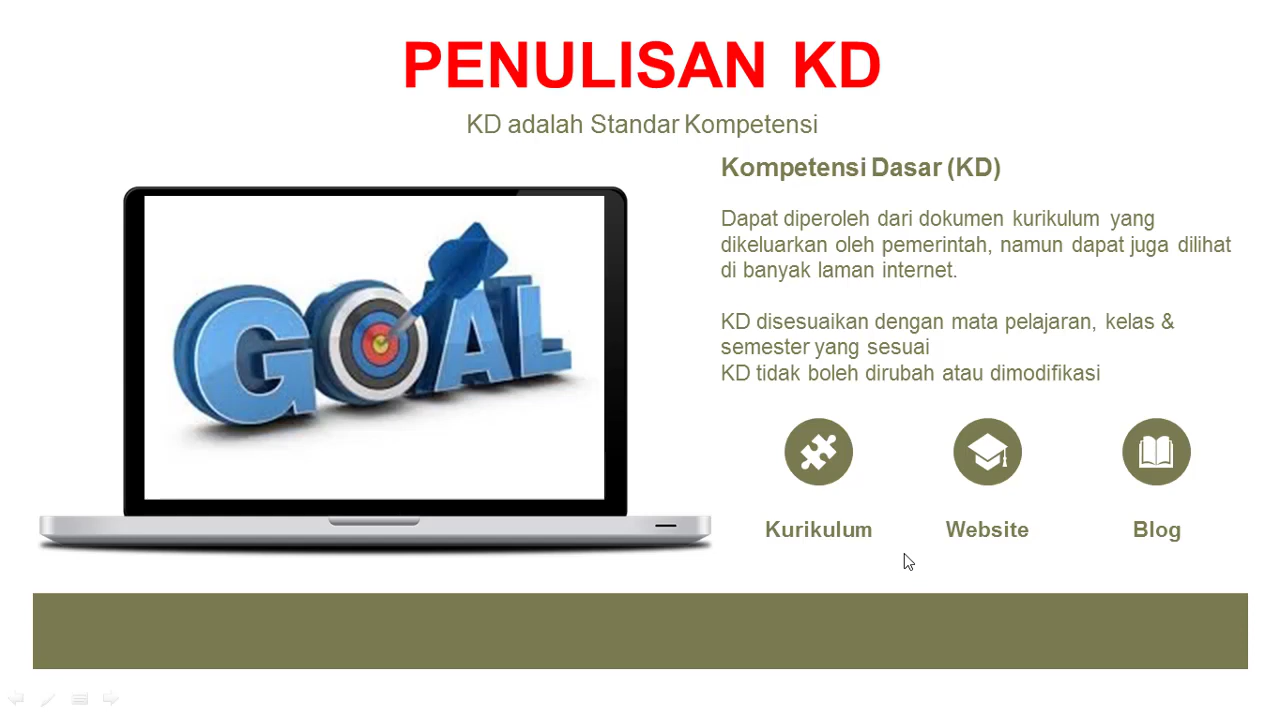 PENULISAN KD
KD adalah Standar Kompetensi
Kompetensi Dasar (KD)
Dapat diperoleh dari dokumen kurikulum yang
dikeluarkan oleh pemerintah, namun dapat juga dilihat
di banyak laman internet.
KD disesuaikan dengan mata pelajaran, kelas &
semester yang sesuai
KD tidak boleh dirubah atau dimodifikasi
GOAL
Kurikulum
Website
Blog